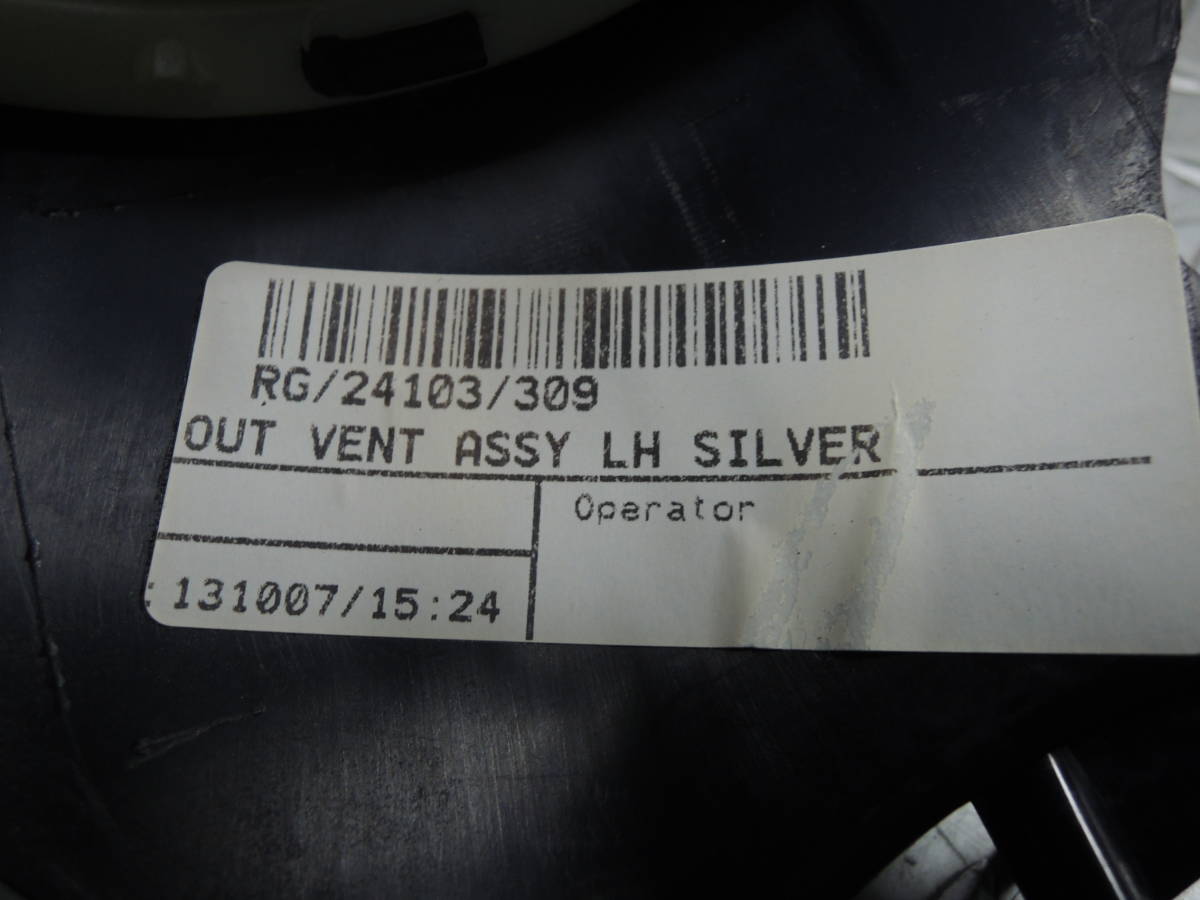 RG/24103/309
OUT VENT ASSY LH SILVER
Operator
: 131007/15:24